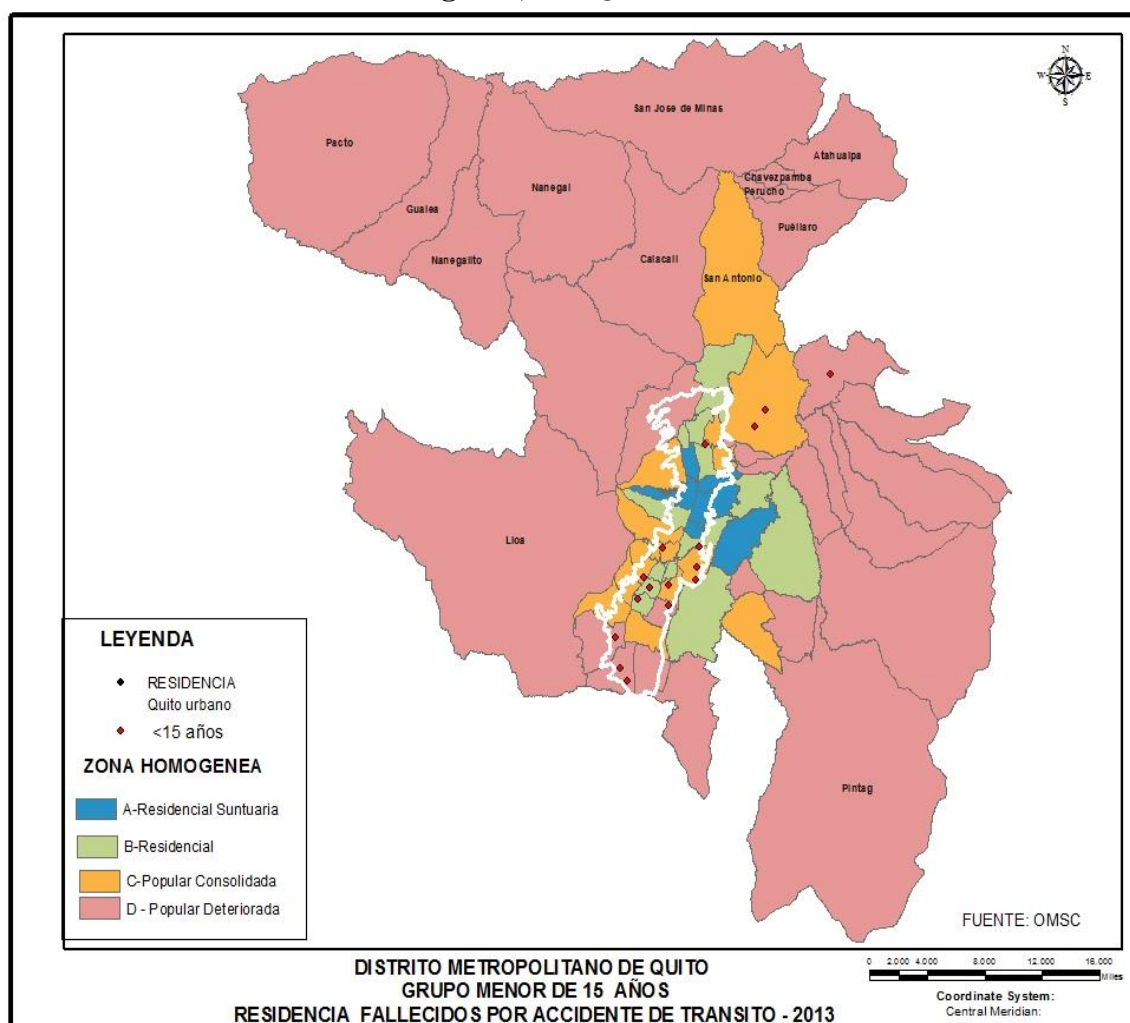 N
W E
S
San Jose de Minas
Atahualpa
Pacto
Chavezpamba
Perucho
Nanegal
Gualea
Puéllaro
Nanegalito
Calacali
San Antonio
Lloa
Pintag
LEYENDA
RESIDENCIA
Quito urbano
<15 años
ZONA HOMOGENEA
A-Residencial Suntuaria
B-Residencial
C-Popular Consolidada
D - Popular Deteriorada
FUENTE: OMSC
DISTRITO METROPOLITANO DE QUITO
GRUPO MENOR DE 15 AÑOS
RESIDENCIA FALLECIDOS POR ACCIDENTE DE TRANSITO - 2013
0 2.000 4.000 8.000 12.000 16.000
Miles
Coordinate System:
Central Meridian: